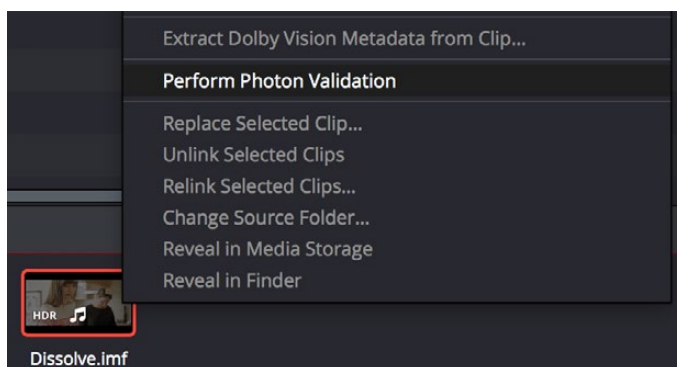 Extract Dolby Vision Metadata from Clip...
Perform Photon Validation
Replace Selected Clip...
Unlink Selected Clips
Relink Selected Clips...
Change Source Folder...
Reveal in Media Storage
Reveal in Finder
HDR
Dissolve.imf